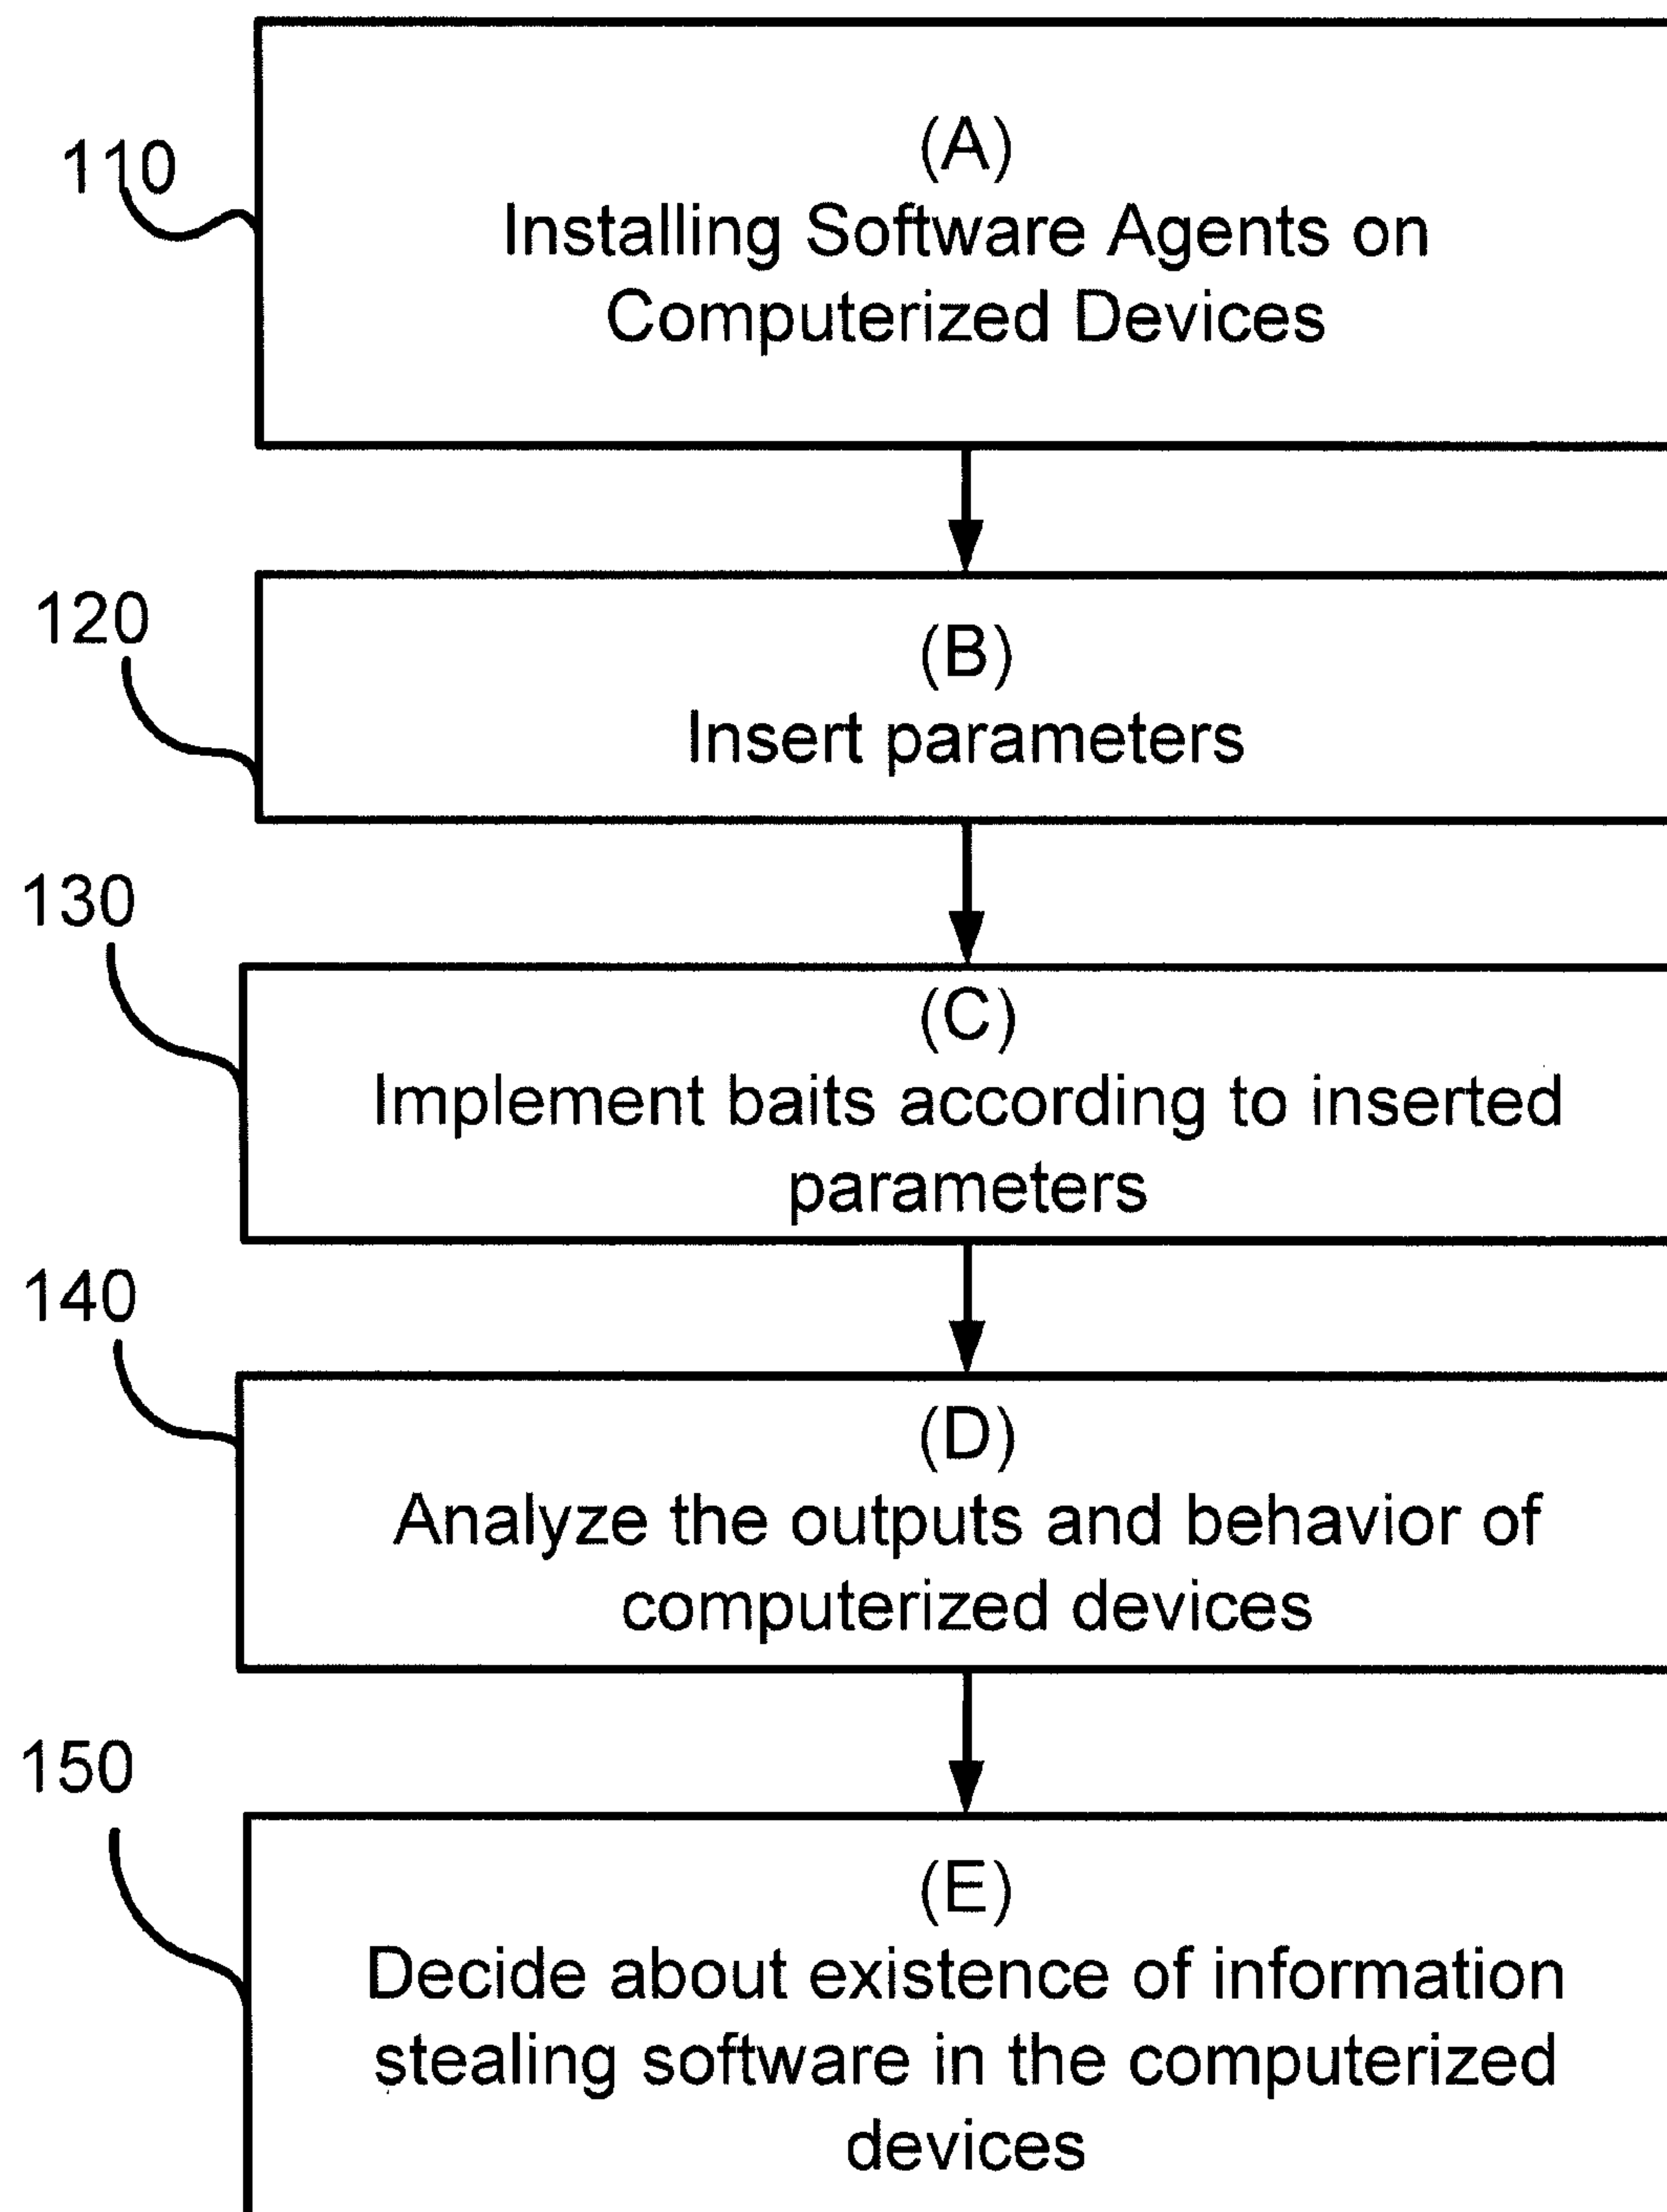 110
(A)
Installing Software Agents on
Computerized Devices
120
(B)
Insert parameters
130
(C)
Implement baits according to inserted
parameters
140
(D)
Analyze the outputs and behavior of
computerized devices
150
(E)
Decide about existence of information
stealing software in the computerized
devices